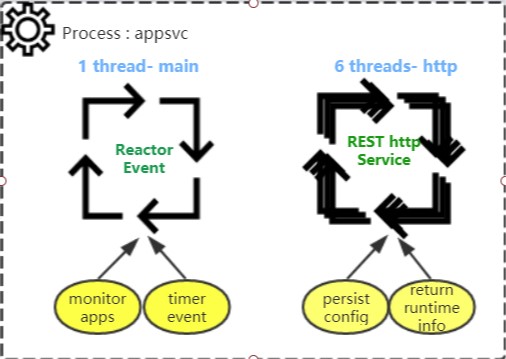 Process : appsvc
1 thread- main
6 threads- http
Reactor
Event
REST http
Service
monitor
apps
timer
event
persist
config
return
runtime
info